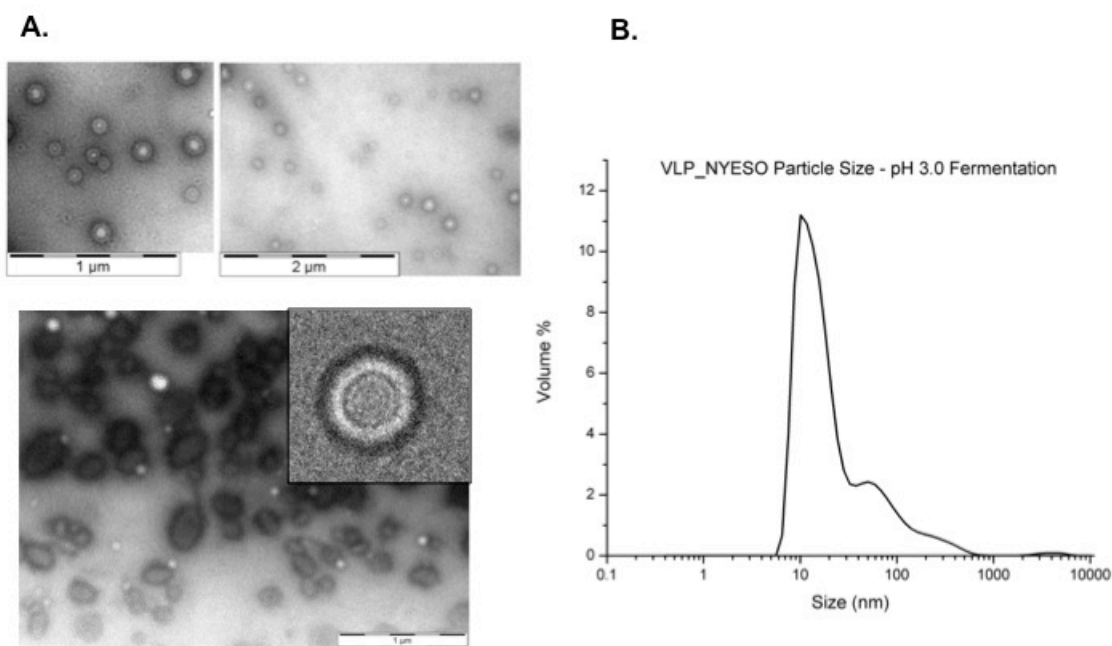 A.
B.
1 µm
2 µm
1 µm
VLP_NYESO Particle Size - pH 3.0 Fermentation
Volume %
12
10
8
6
4
2
0
0.1 1 10 100 1000 10000
Size (nm)